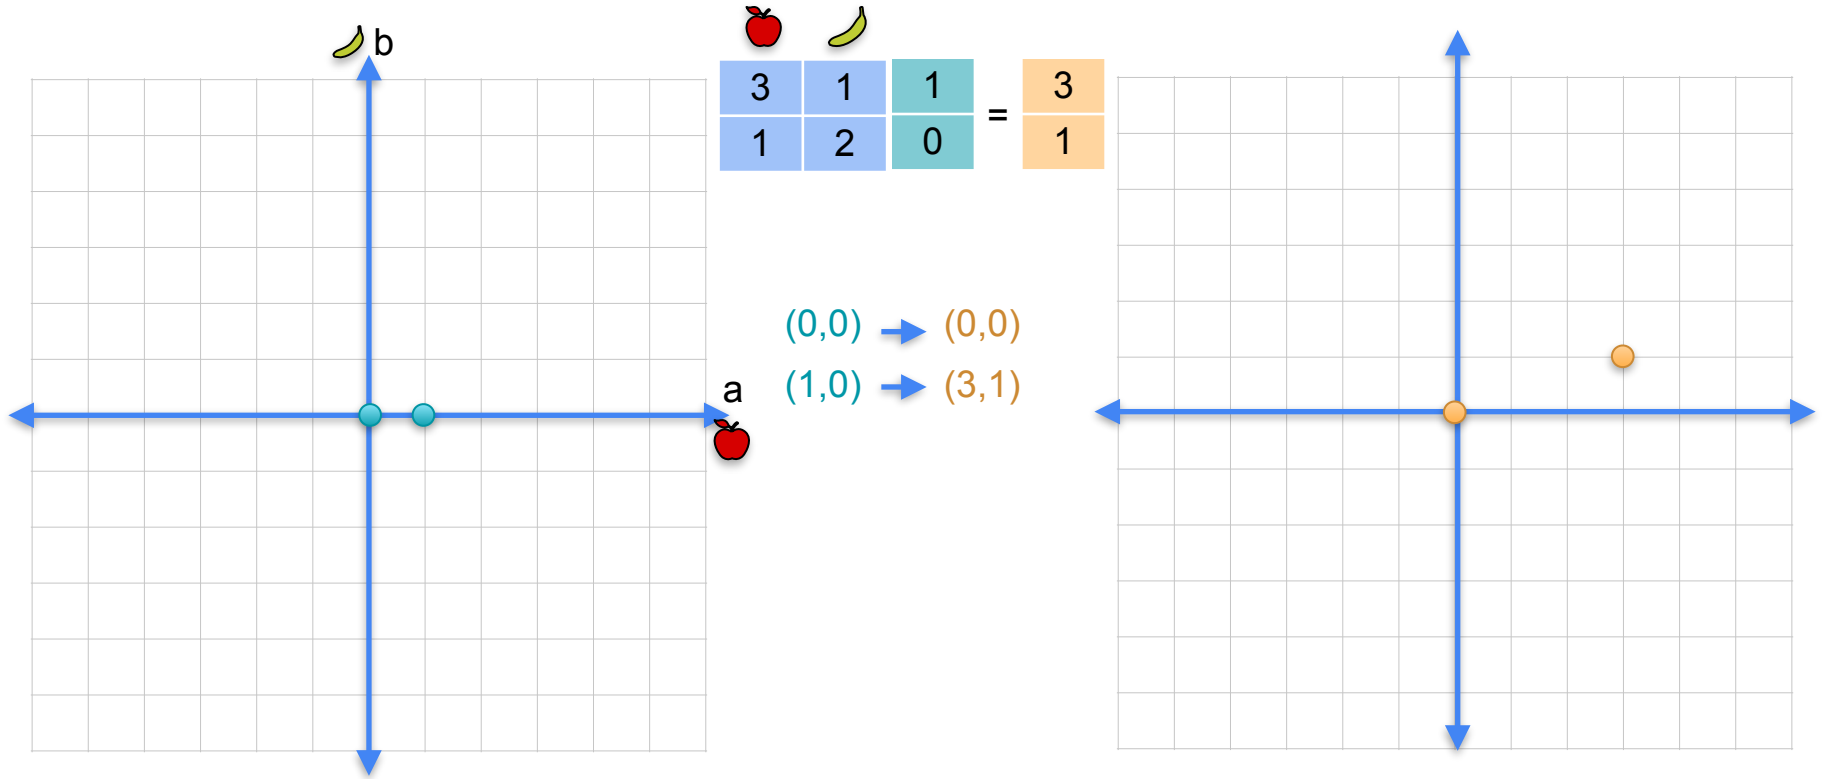 b
3 1 1 = 3
1 2 0 1
(0,0) (0,0)
(1,0) (3,1)
a